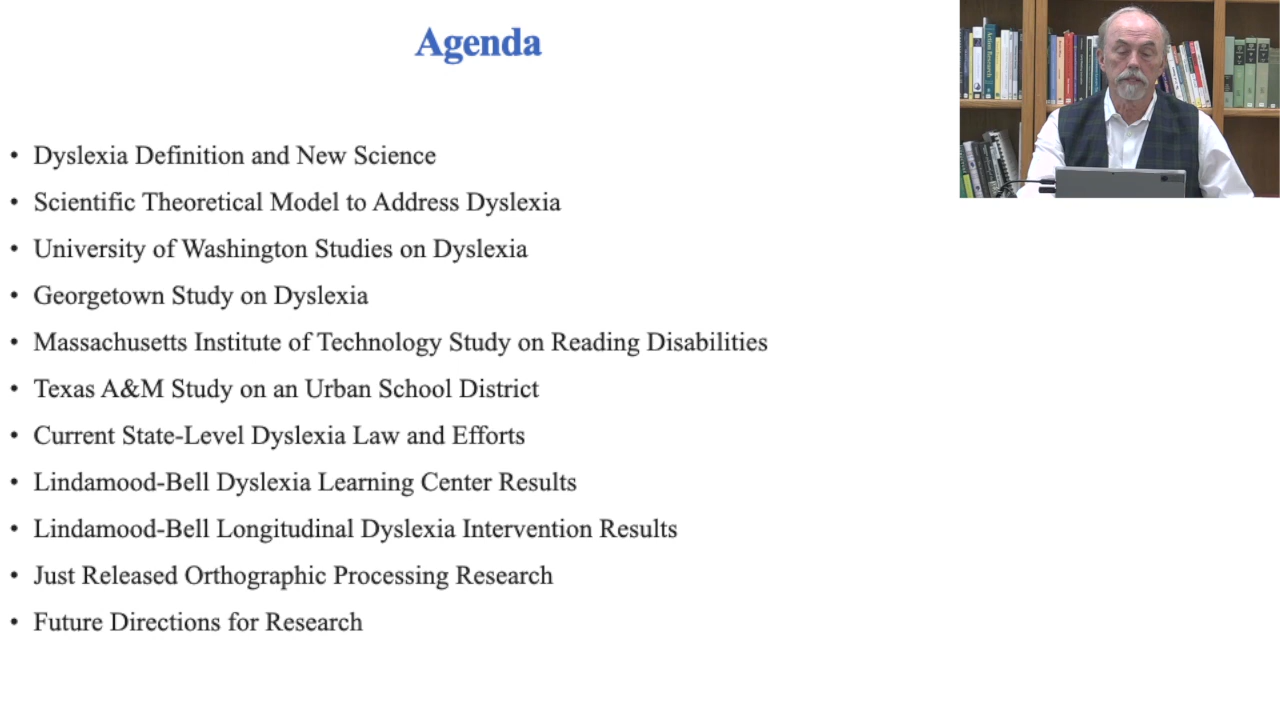 Agenda
• Dyslexia Definition and New Science
• Scientific Theoretical Model to Address Dyslexia
• University of Washington Studies on Dyslexia
• Georgetown Study on Dyslexia
• Massachusetts Institute of Technology Study on Reading Disabilities
• Texas A&M Study on an Urban School District
• Current State-Level Dyslexia Law and Efforts
• Lindamood-Bell Dyslexia Learning Center Results
• Lindamood-Bell Longitudinal Dyslexia Intervention Results
• Just Released Orthographic Processing Research
• Future Directions for Research
Action Research